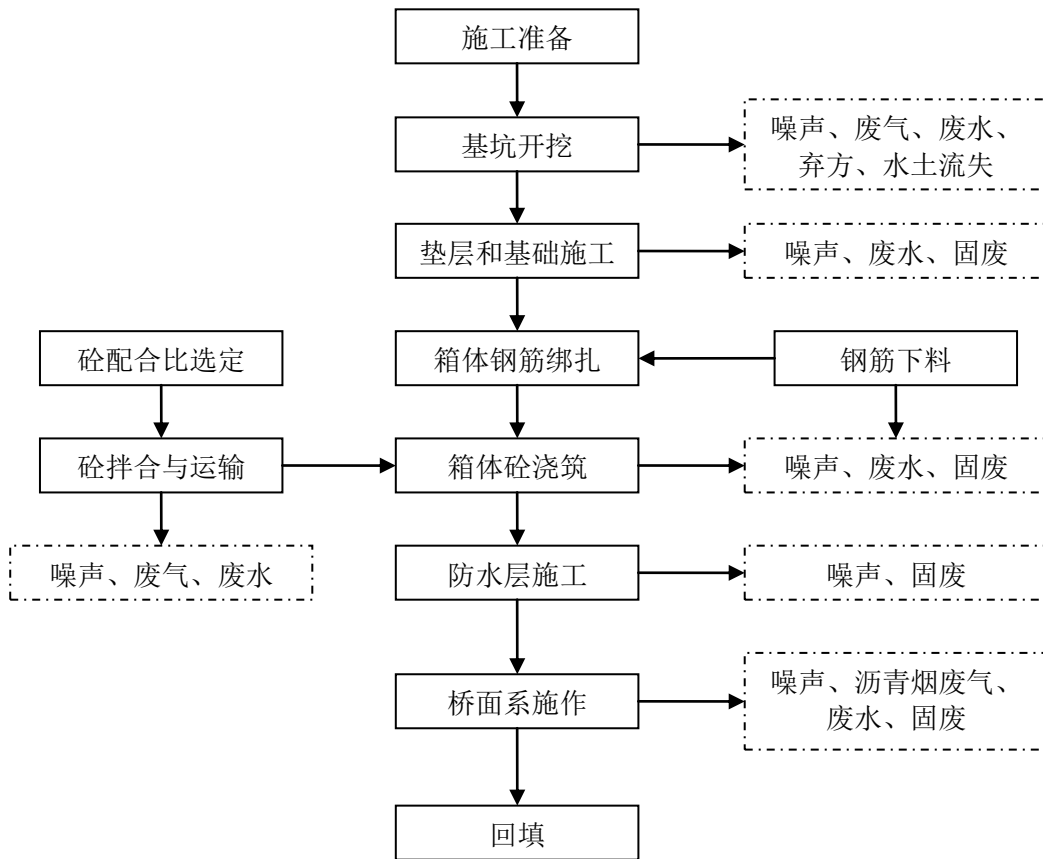 施工准备
基坑开挖
噪声、废气、废水、
弃方、水土流失
垫层和基础施工
噪声、废水、固废
砼配合比选定
箱体钢筋绑扎
钢筋下料
砼拌合与运输
箱体砼浇筑
噪声、废水、固废
噪声、废气、废水
防水层施工
噪声、固废
桥面系施作
噪声、沥青烟废气、
废水、固废
回填